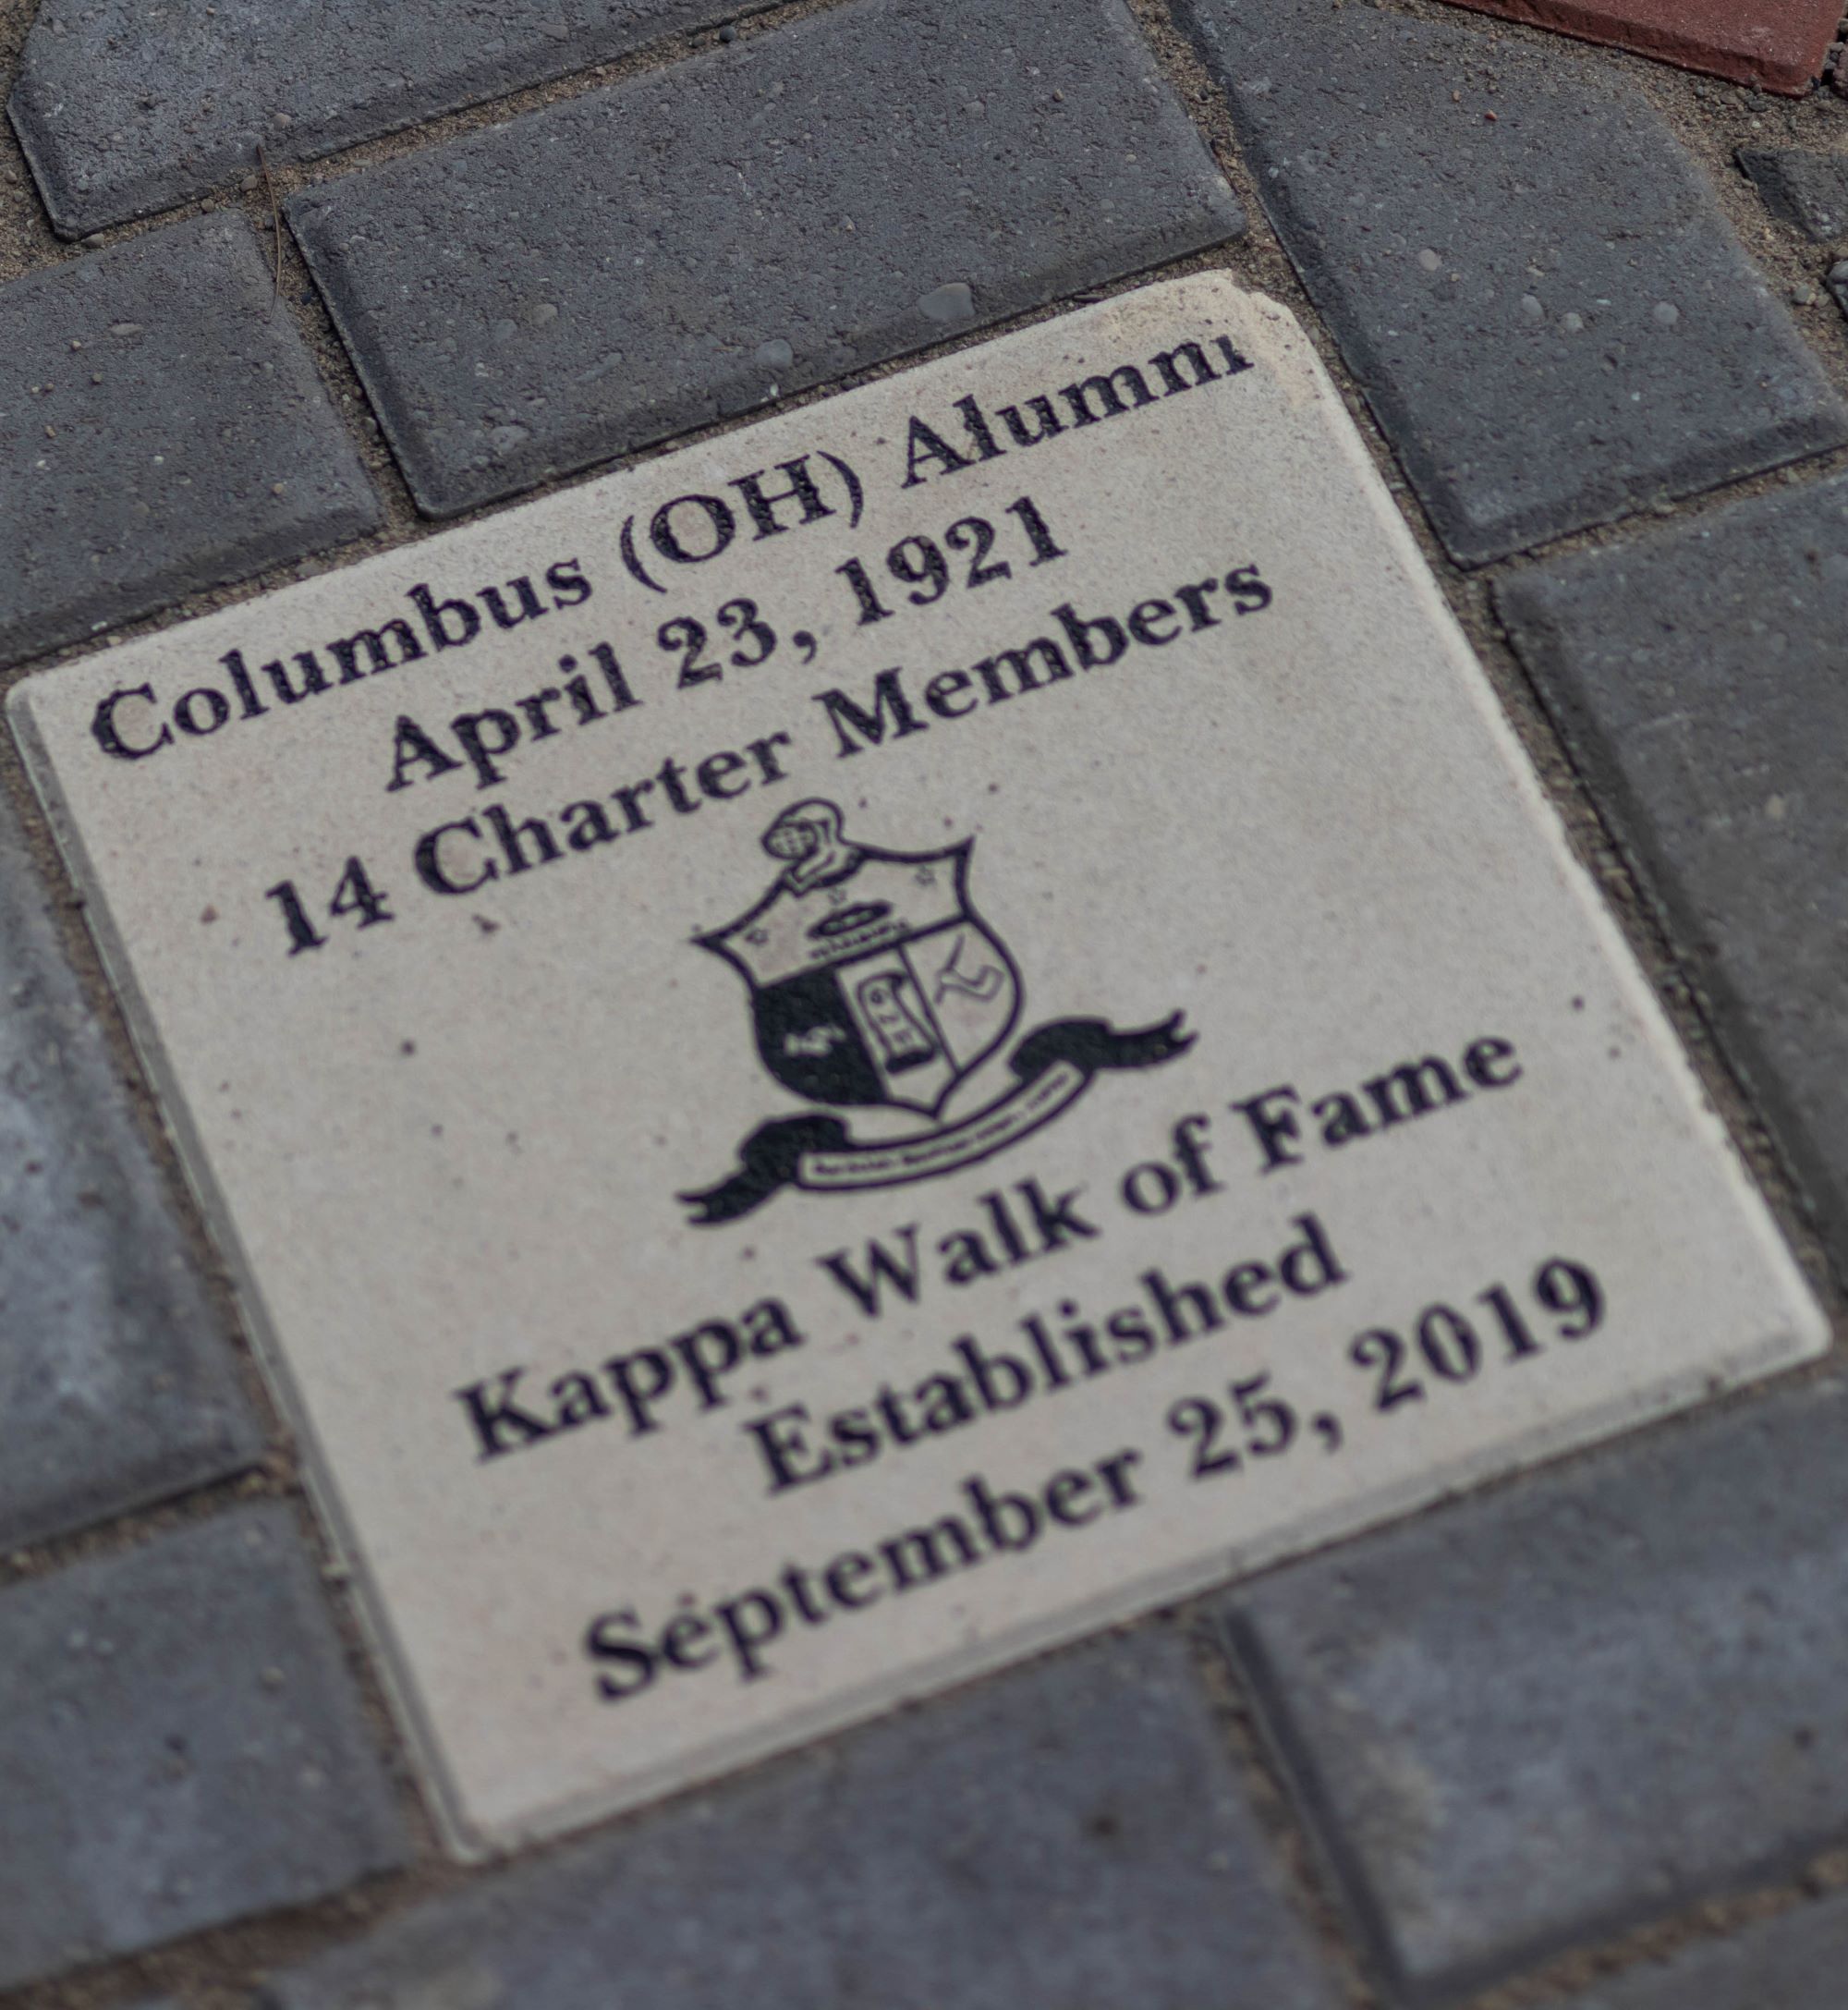 Columbus (OH) Alumni
April 23, 1921
14 Charter Members
Kappa Walk of Fame
Established
September 25, 2019